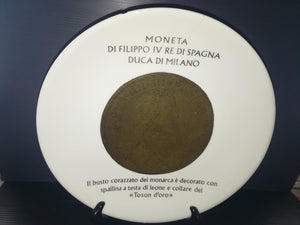 MONETA
DI FILIPPO IV RE DI SPAGNA
DUCA DI MILANO
Il busto corazzato del monarca è decorato con
spallina a testa di leone e collare del
«Toson d'oro»